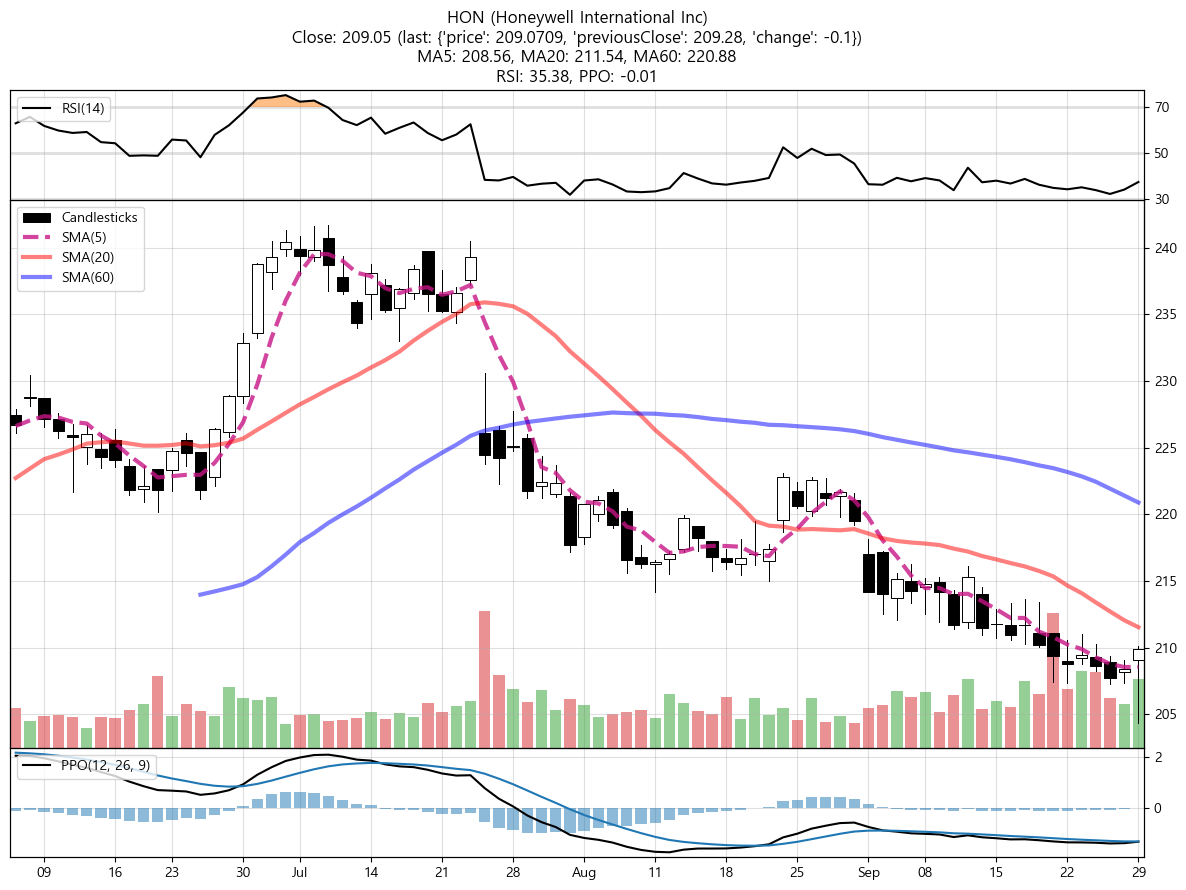 HON (Honeywell International Inc)
Close: 209.05 (last: {'price': 209.0709, 'previousClose': 209.28, 'change': -0.1})
MA5: 208.56, MA20: 211.54, MA60: 220.88
RSI: 35.38, PPO: -0.01
RSI(14)
70
50
30
Candlesticks
SMA(5)
SMA(20)
SMA(60)
240
235
230
225
220
215
210
205
PPO(12, 26, 9)
2
0
09 16 23 30 Jul 14 21 28 Aug 11 18 25 Sep 08 15 22 29